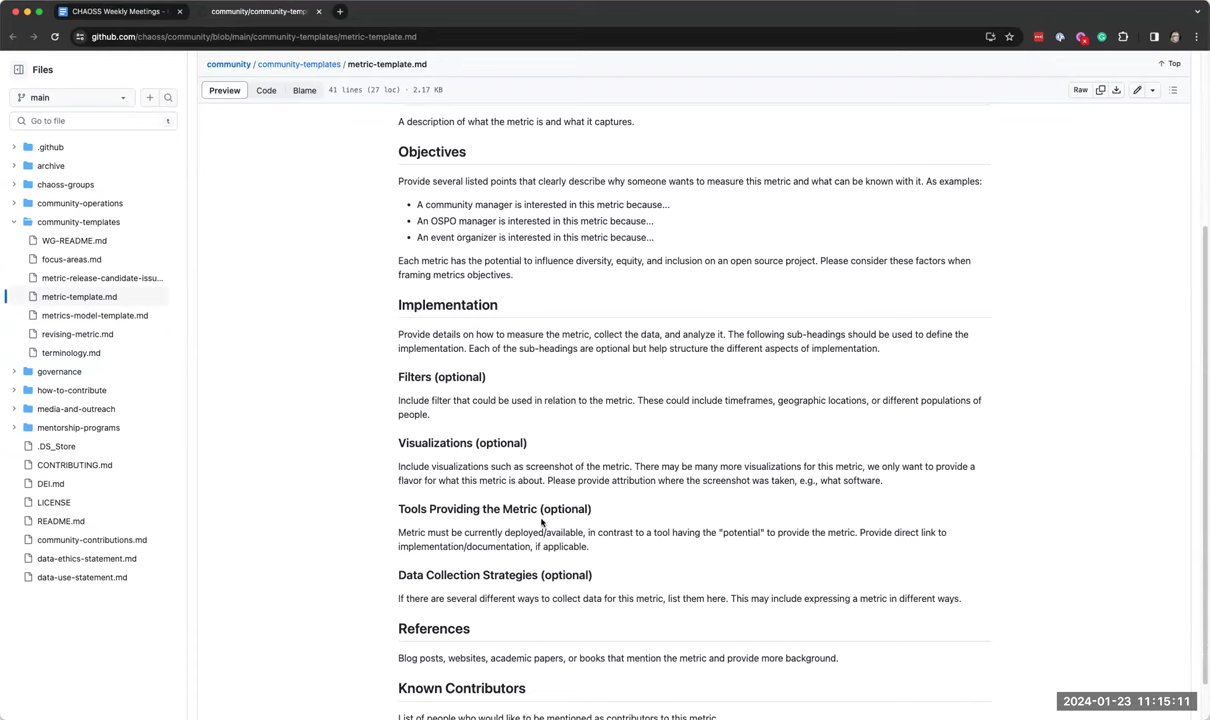 CHAOSS Weekly Meetings -
community/community-temp
github.com/chaoss/community/blob/main/community-templates/metric-template.md
Files
main
Go to file
t
.github
archive
chaoss-groups
community-operations
community-templates
WG-README.md
focus-areas.md
metric-release-candidate-issu...
metric-template.md
metrics-model-template.md
revising-metric.md
terminology.md
governance
how-to-contribute
media-and-outreach
mentorship-programs
.DS_Store
CONTRIBUTING.md
DEI.md
LICENSE
README.md
community-contributions.md
data-ethics-statement.md
data-use-statement.md
community / community-templates / metric-template.md
Top
Preview Code Blame 41 lines (27 loc) · 2.17 KB
Raw
A description of what the metric is and what it captures.
Objectives
Provide several listed points that clearly describe why someone wants to measure this metric and what can be known with it. As examples:
• A community manager is interested in this metric because...
• An OSPO manager is interested in this metric because...
• An event organizer is interested in this metric because...
Each metric has the potential to influence diversity, equity, and inclusion on an open source project. Please consider these factors when
framing metrics objectives.
Implementation
Provide details on how to measure the metric, collect the data, and analyze it. The following sub-headings should be used to define the
implementation. Each of the sub-headings are optional but help structure the different aspects of implementation.
Filters (optional)
Include filter that could be used in relation to the metric. These could include timeframes, geographic locations, or different populations of
people.
Visualizations (optional)
Include visualizations such as screenshot of the metric. There may be many more visualizations for this metric, we only want to provide a
flavor for what this metric is about. Please provide attribution where the screenshot was taken, e.g., what software.
Tools Providing the Metric (optional)
Metric must be currently deployed/available, in contrast to a tool having the "potential" to provide the metric. Provide direct link to
implementation/documentation, if applicable.
Data Collection Strategies (optional)
If there are several different ways to collect data for this metric, list them here. This may include expressing a metric in different ways.
References
Blog posts, websites, academic papers, or books that mention the metric and provide more background.
Known Contributors
List of people who would like to be mentioned as contributors to this metric.
2024-01-23 11:15:11